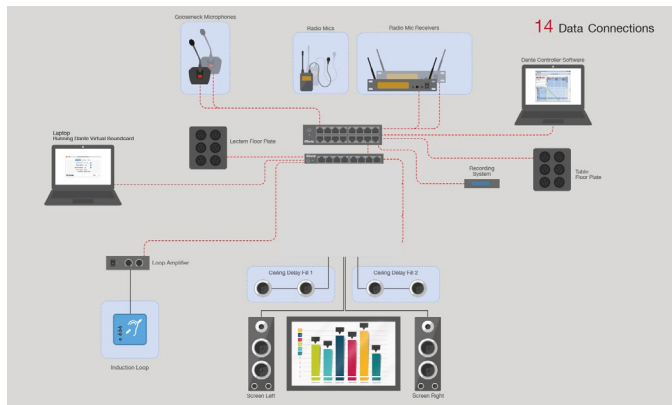 14 Data Connections
Gooseneck Microphones
Radio Mics
Radio Mic Receivers
Dante Controller Software
Laptop
Running Dante Virtual Soundcard
Lectern Floor Plate
Recording
System
Table
Floor Plate
Loop Amplifier
Ceiling Delay Fill 1
Ceiling Delay Fill 2
Induction Loop
Screen Left
Screen Right